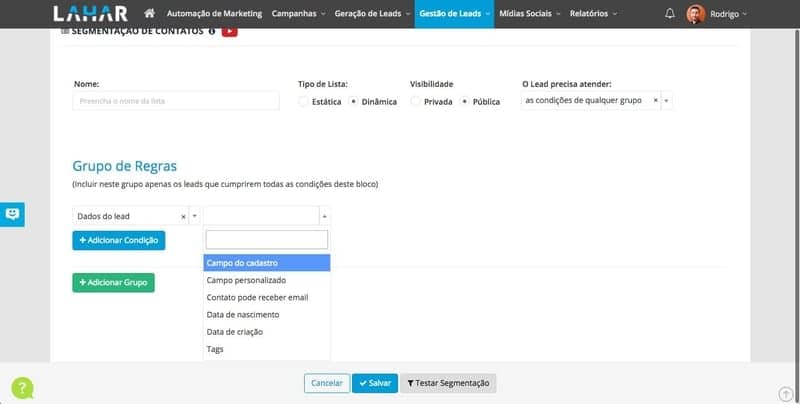 LAHAR Automação de Marketing Campanhas Geração de Leads Gestão de Leads Mídias Sociais Relatórios Rodrigo
SEGMENTAÇÃO DE CONTATOS
Nome: Tipo de Lista: Visibilidade O Lead precisa atender:
Preencha o nome da lista Estática Dinâmica Privada Pública as condições de qualquer grupo ×
Grupo de Regras
(Incluir neste grupo apenas os leads que cumprirem todas as condições deste bloco)
Dados do lead ×
+ Adicionar Condição
Campo do cadastro
+ Adicionar Grupo
Campo personalizado
Contato pode receber email
Data de nascimento
Data de criação
Tags
Cancelar Salvar Testar Segmentação
?